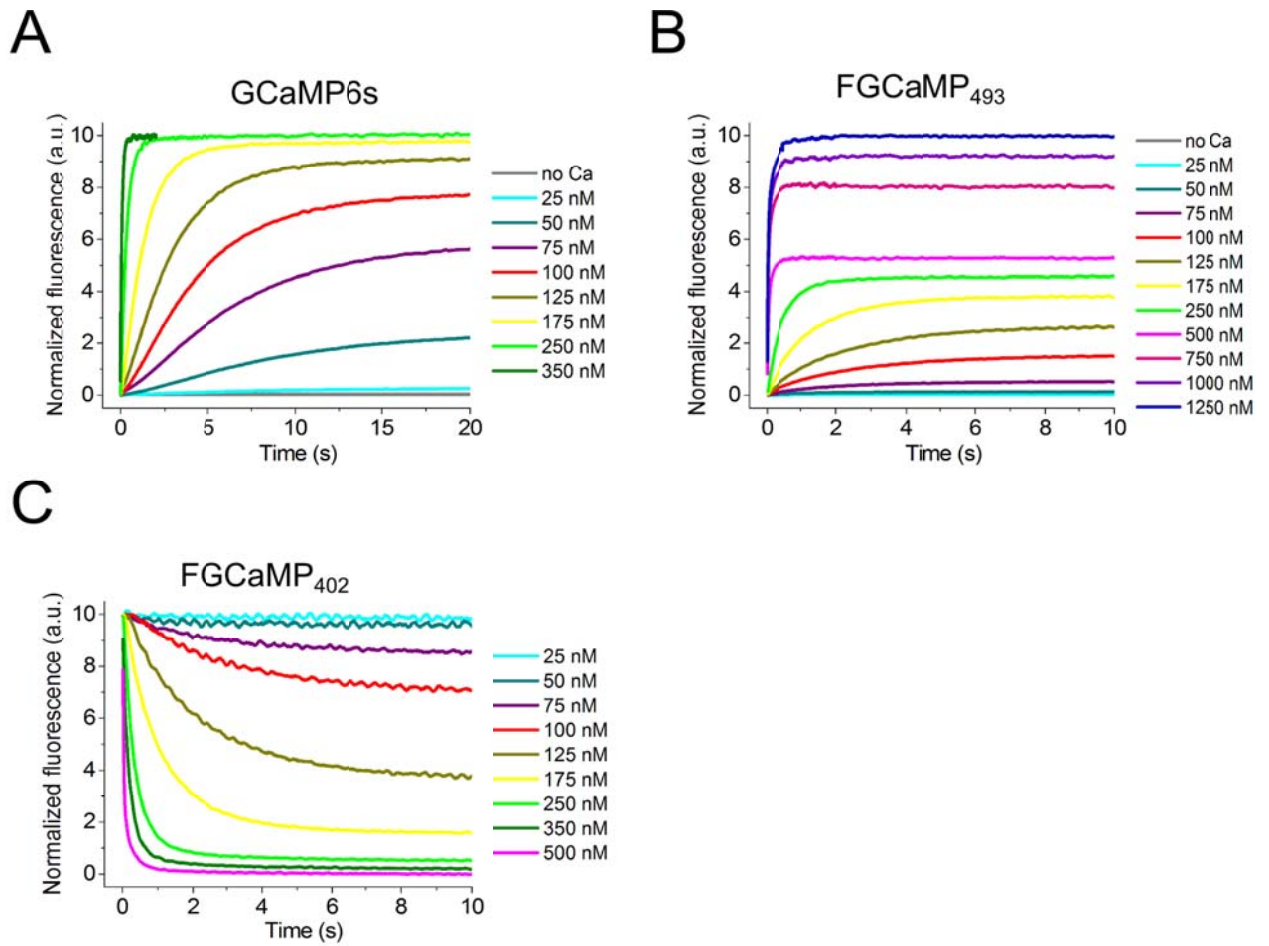 A
GCaMP6s
Normalized fluorescence (a.u.)
10
8
6
4
2
0
0 5 10 15 20
Time (s)
no Ca
25 nM
50 nM
75 nM
100 nM
125 nM
175 nM
250 nM
350 nM
B
FGCaMP493
Normalized fluorescence (a.u.)
10
8
6
4
2
0
0 2 4 6 8 10
Time (s)
no Ca
25 nM
50 nM
75 nM
100 nM
125 nM
175 nM
250 nM
500 nM
750 nM
1000 nM
1250 nM
C
FGCaMP402
Normalized fluorescence (a.u.)
10
8
6
4
2
0
0 2 4 6 8 10
Time (s)
25 nM
50 nM
75 nM
100 nM
125 nM
175 nM
250 nM
350 nM
500 nM